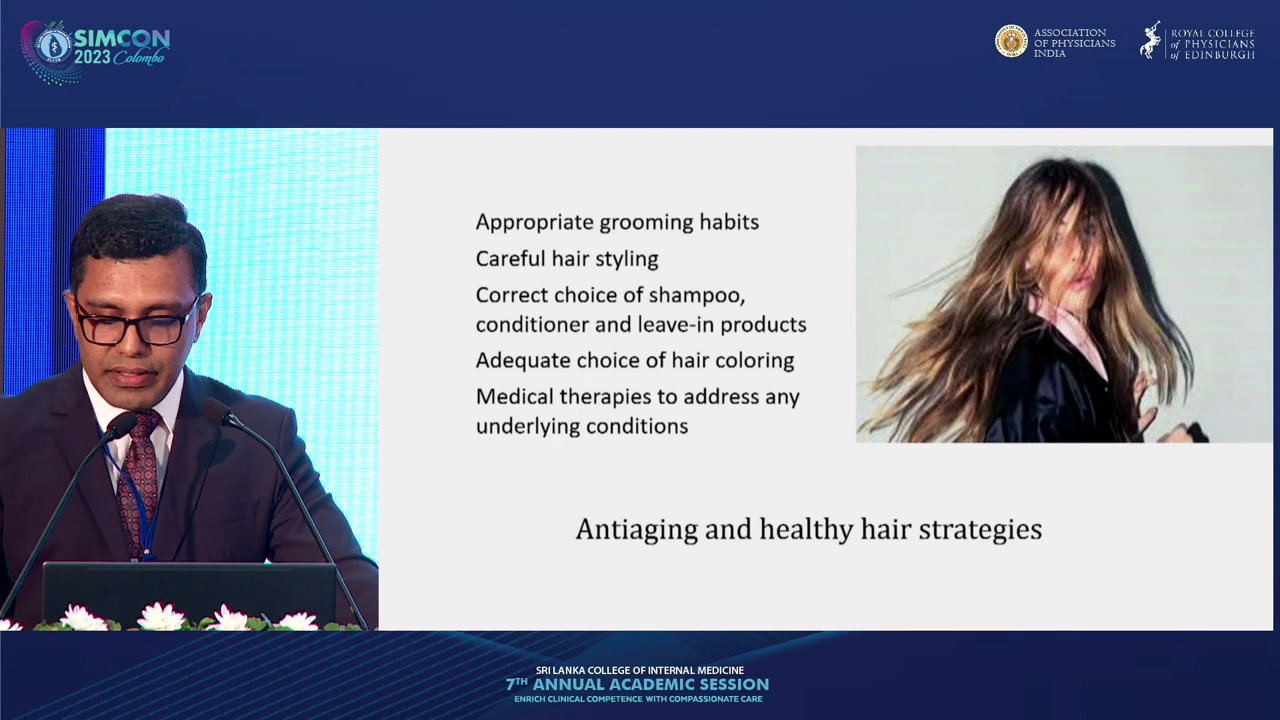 SIMCON
2023 Colombo
ASSOCIATION
OF PHYSICIANS
INDIA
ROYAL COLLEGE
of PHYSICIANS
of EDINBURGH
Appropriate grooming habits
Careful hair styling
Correct choice of shampoo,
conditioner and leave-in products
Adequate choice of hair coloring
Medical therapies to address any
underlying conditions
Antiaging and healthy hair strategies
SRI LANKA COLLEGE OF INTERNAL MEDICINE
7TH ANNUAL ACADEMIC SESSION
ENRICH CLINICAL COMPETENCE WITH COMPASSIONATE CARE